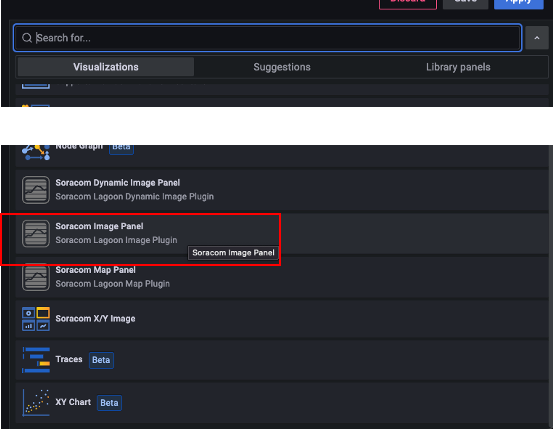 Discard Save Apply
Search for...
Visualizations Suggestions Library panels
Node Graph Beta
Soracom Dynamic Image Panel
Soracom Lagoon Dynamic Image Plugin
Soracom Image Panel
Soracom Lagoon Image Plugin
Soracom Image Panel
Soracom Map Panel
Soracom Lagoon Map Plugin
Soracom X/Y Image
Traces Beta
XY Chart Beta